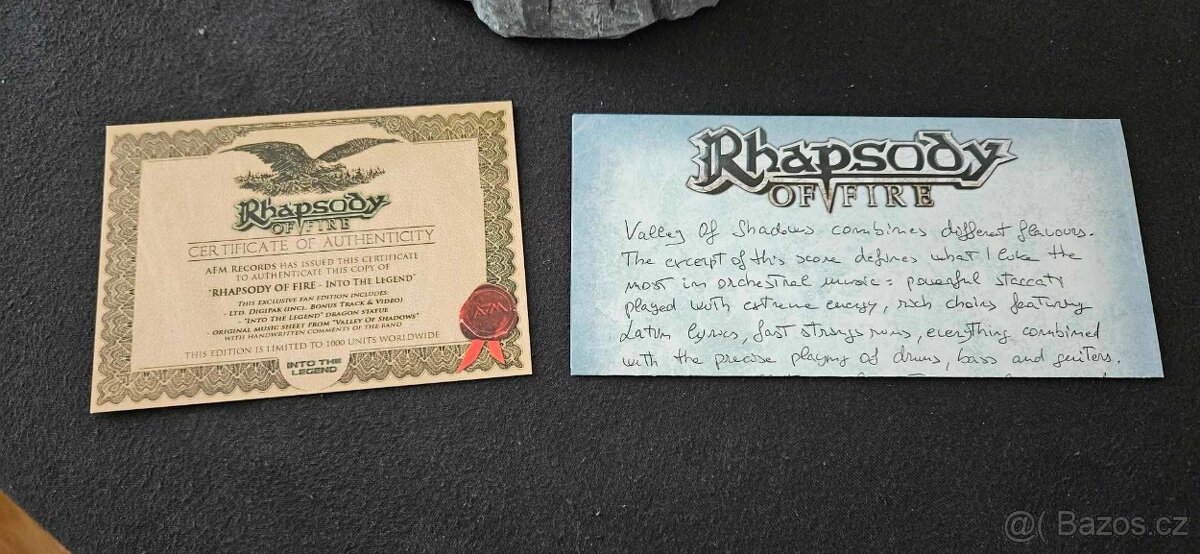 Rhapsody
OF FIRE
CERTIFICATE OF AUTHENTICITY
AFM RECORDS HAS ISSUED THIS CERTIFICATE
TO AUTHENTICATE THIS COPY OF
"RHAPSODY OF FIRE - INTO THE LEGEND"
THIS EXCLUSIVE FAN EDITION INCLUDES:
- LTD. DIGIPAK (INCL. BONUS TRACK & VIDEO)
- "INTO THE LEGEND" DRAGON STATUE
- ORIGINAL MUSIC SHEET FROM "VALLEY OF SHADOWS"
WITH HANDWRITTEN COMMENTS OF THE BAND
THIS EDITION IS LIMITED TO 1000 UNITS WORLDWIDE
INTO THE
LEGEND
AFM
Rhapsody
OF FIRE
Valley of Shadows combines different flavours.
The excerpt of this score defines what I like the
most in orchestral music: powerful staccato
played with extreme energy, rich choirs featuring
Latin lyrics, fast strings runs, everything combined
with the precise playing of drums, bass and guitars.
@( Bazos.cz